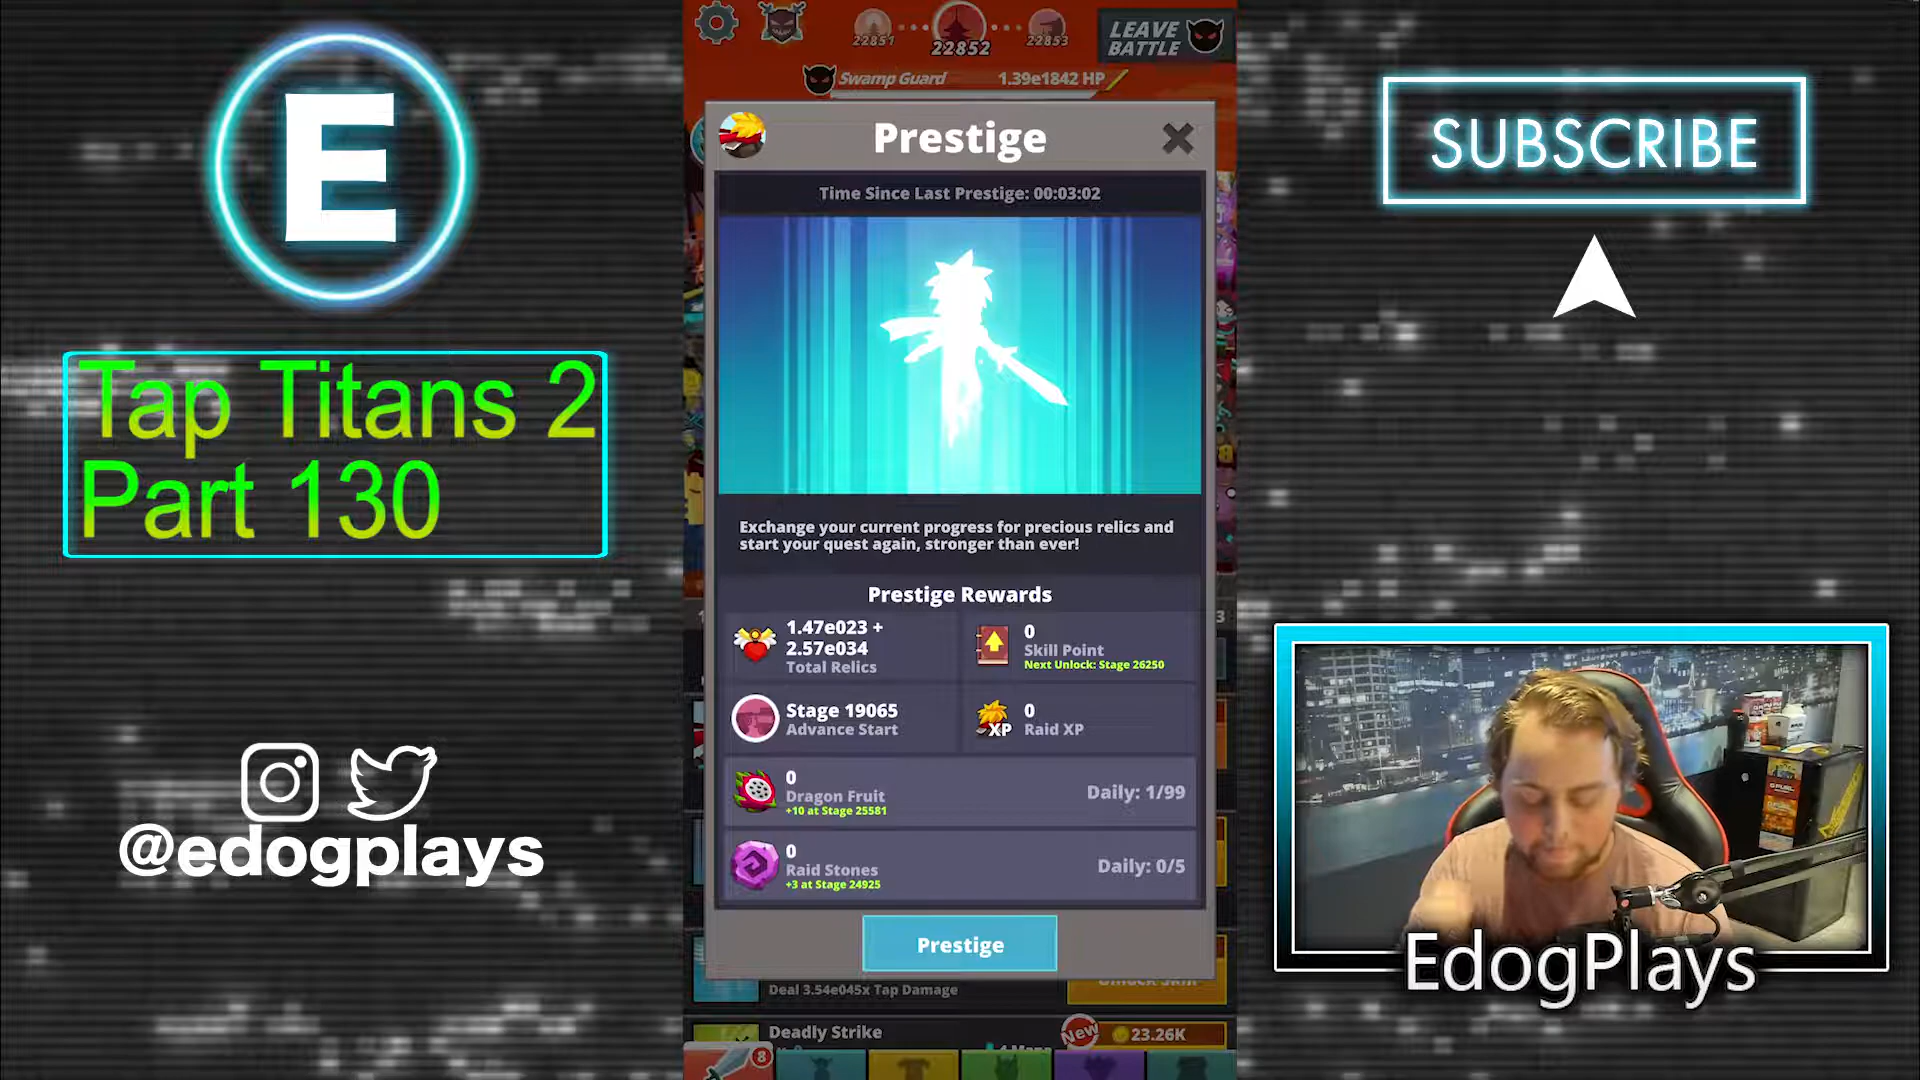 E
Tap Titans 2
Part 130
@edogplays
22851
22852
22853
LEAVE
BATTLE
Swamp Guard
1.39e1842 HP
Prestige
Time Since Last Prestige: 00:03:02
Exchange your current progress for precious relics and
start your quest again, stronger than ever!
Prestige Rewards
1.47e023 +
2.57e034
Total Relics
0
Skill Point
Next Unlock: Stage 26250
Stage 19065
Advance Start
XP
0
Raid XP
0
Dragon Fruit
+10 at Stage 25581
Daily: 1/99
0
Raid Stones
+3 at Stage 24925
Daily: 0/5
Prestige
Deal 3.54e045x Tap Damage
Deadly Strike
New
23.26K
8
SUBSCRIBE
EdogPlays